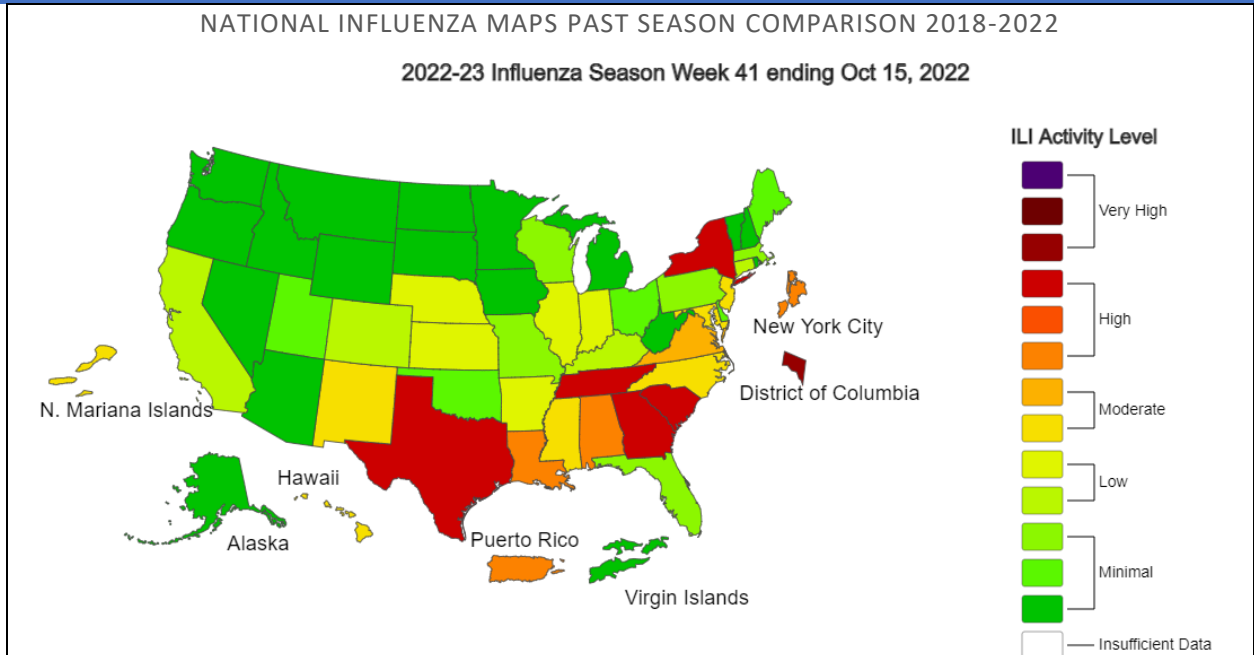 NATIONAL INFLUENZA MAPS PAST SEASON COMPARISON 2018-2022
2022-23 Influenza Season Week 41 ending Oct 15, 2022
ILI Activity Level
Very High
High
Moderate
Low
Minimal
Insufficient Data
New York City
District of Columbia
N. Mariana Islands
Hawaii
Alaska
Puerto Rico
Virgin Islands